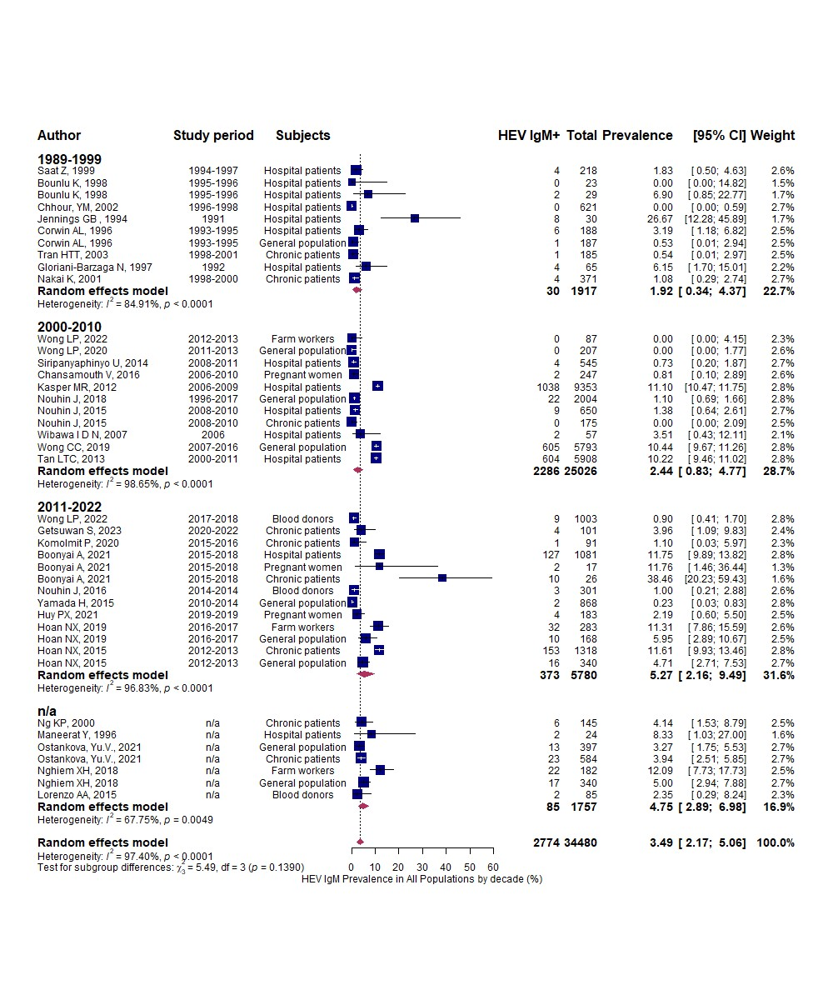 Author Study period Subjects HEV IgM+ Total Prevalence [95% CI] Weight
1989-1999
Saat Z, 1999 1994-1997 Hospital patients 4 218 1.83 [ 0.50; 4.63] 2.6%
Bounlu K, 1998 1995-1996 Hospital patients 0 23 0.00 [ 0.00; 14.82] 1.5%
Bounlu K, 1998 1995-1996 Hospital patients 2 29 6.90 [ 0.85; 22.77] 1.7%
Chhour, YM, 2002 1996-1998 Hospital patients 0 621 0.00 [ 0.00; 0.59] 2.7%
Jennings GB , 1994 1991 Hospital patients 8 30 26.67 [12.28; 45.89] 1.7%
Corwin AL, 1996 1993-1995 Hospital patients 6 188 3.19 [ 1.18; 6.82] 2.5%
Corwin AL, 1996 1993-1995 General population 1 187 0.53 [ 0.01; 2.94] 2.5%
Tran HTT, 2003 1998-2001 Chronic patients 1 185 0.54 [ 0.01; 2.97] 2.5%
Gloriani-Barzaga N, 1997 1992 Hospital patients 4 65 6.15 [ 1.70; 15.01] 2.2%
Nakai K, 2001 1998-2000 Chronic patients 4 371 1.08 [ 0.29; 2.74] 2.7%
Random effects model 30 1917 1.92 [ 0.34; 4.37] 22.7%
Heterogeneity: I² = 84.91%, p < 0.0001
2000-2010
Wong LP, 2022 2012-2013 Farm workers 0 87 0.00 [ 0.00; 4.15] 2.3%
Wong LP, 2020 2011-2013 General population 0 207 0.00 [ 0.00; 1.77] 2.6%
Siripanyaphinyo U, 2014 2008-2011 Hospital patients 4 545 0.73 [ 0.20; 1.87] 2.7%
Chansamouth V, 2016 2006-2010 Pregnant women 2 247 0.81 [ 0.10; 2.89] 2.6%
Kasper MR, 2012 2006-2009 Hospital patients 1038 9353 11.10 [10.47; 11.75] 2.8%
Nouhin J, 2018 1996-2017 General population 22 2004 1.10 [ 0.69; 1.66] 2.8%
Nouhin J, 2015 2008-2010 Hospital patients 9 650 1.38 [ 0.64; 2.61] 2.7%
Nouhin J, 2015 2008-2010 Chronic patients 0 175 0.00 [ 0.00; 2.09] 2.5%
Wibawa I D N, 2007 2006 Hospital patients 2 57 3.51 [ 0.43; 12.11] 2.1%
Wong CC, 2019 2007-2016 General population 605 5793 10.44 [ 9.67; 11.26] 2.8%
Tan LTC, 2013 2000-2011 Hospital patients 604 5908 10.22 [ 9.46; 11.02] 2.8%
Random effects model 2286 25026 2.44 [ 0.83; 4.77] 28.7%
Heterogeneity: I² = 98.65%, p < 0.0001
2011-2022
Wong LP, 2022 2017-2018 Blood donors 9 1003 0.90 [ 0.41; 1.70] 2.8%
Getsuwan S, 2023 2020-2022 Chronic patients 4 101 3.96 [ 1.09; 9.83] 2.4%
Komolmit P, 2020 2015-2016 Chronic patients 1 91 1.10 [ 0.03; 5.97] 2.3%
Boonyai A, 2021 2015-2018 Hospital patients 127 1081 11.75 [ 9.89; 13.82] 2.8%
Boonyai A, 2021 2015-2018 Pregnant women 2 17 11.76 [ 1.46; 36.44] 1.3%
Boonyai A, 2021 2015-2018 Chronic patients 10 26 38.46 [20.23; 59.43] 1.6%
Nouhin J, 2016 2014-2014 Blood donors 3 301 1.00 [ 0.21; 2.88] 2.6%
Yamada H, 2015 2010-2014 General population 2 868 0.23 [ 0.03; 0.83] 2.7%
Huy PX, 2021 2019-2019 Pregnant women 4 183 2.19 [ 0.60; 5.50] 2.5%
Hoan NX, 2019 2016-2017 Farm workers 32 283 11.31 [ 7.86; 15.59] 2.6%
Hoan NX, 2019 2016-2017 General population 10 168 5.95 [ 2.89; 10.67] 2.5%
Hoan NX, 2015 2012-2013 Chronic patients 153 1318 11.61 [ 9.93; 13.46] 2.8%
Hoan NX, 2015 2012-2013 General population 16 340 4.71 [ 2.71; 7.53] 2.7%
Random effects model 373 5780 5.27 [ 2.16; 9.49] 31.6%
Heterogeneity: I² = 96.83%, p < 0.0001
n/a
Ng KP, 2000 n/a Chronic patients 6 145 4.14 [ 1.53; 8.79] 2.5%
Maneerat Y, 1996 n/a Hospital patients 2 24 8.33 [ 1.03; 27.00] 1.6%
Ostankova, Yu.V., 2021 n/a General population 13 397 3.27 [ 1.75; 5.53] 2.7%
Ostankova, Yu.V., 2021 n/a Chronic patients 23 584 3.94 [ 2.51; 5.85] 2.7%
Nghiem XH, 2018 n/a Farm workers 22 182 12.09 [ 7.73; 17.73] 2.5%
Nghiem XH, 2018 n/a General population 17 340 5.00 [ 2.94; 7.88] 2.7%
Lorenzo AA, 2015 n/a Blood donors 2 85 2.35 [ 0.29; 8.24] 2.3%
Random effects model 85 1757 4.75 [ 2.89; 6.98] 16.9%
Heterogeneity: I² = 67.75%, p = 0.0049
Random effects model 2774 34480 3.49 [ 2.17; 5.06] 100.0%
Heterogeneity: I² = 97.40%, p < 0.0001
Test for subgroup differences: χ²₃ = 5.49, df = 3 (p = 0.1390)
0 10 20 30 40 50 60
HEV IgM Prevalence in All Populations by decade (%)